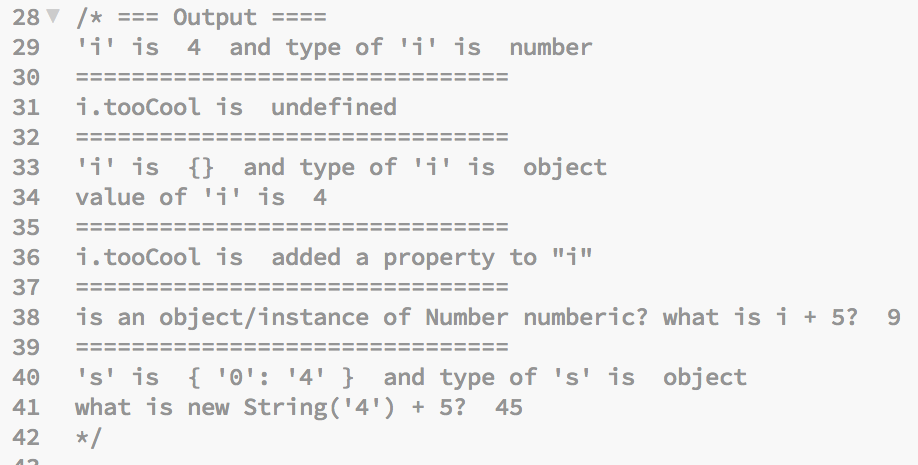 28 /* === Output ====
29 'i' is  4  and type of 'i' is  number
30 ===============================
31 i.tooCool is  undefined
32 ===============================
33 'i' is  {}  and type of 'i' is  object
34 value of 'i' is  4
35 ===============================
36 i.tooCool is  added a property to "i"
37 ===============================
38 is an object/instance of Number numberic? what is i + 5?  9
39 ===============================
40 's' is  { '0': '4' }  and type of 's' is  object
41 what is new String('4') + 5?  45
42 */